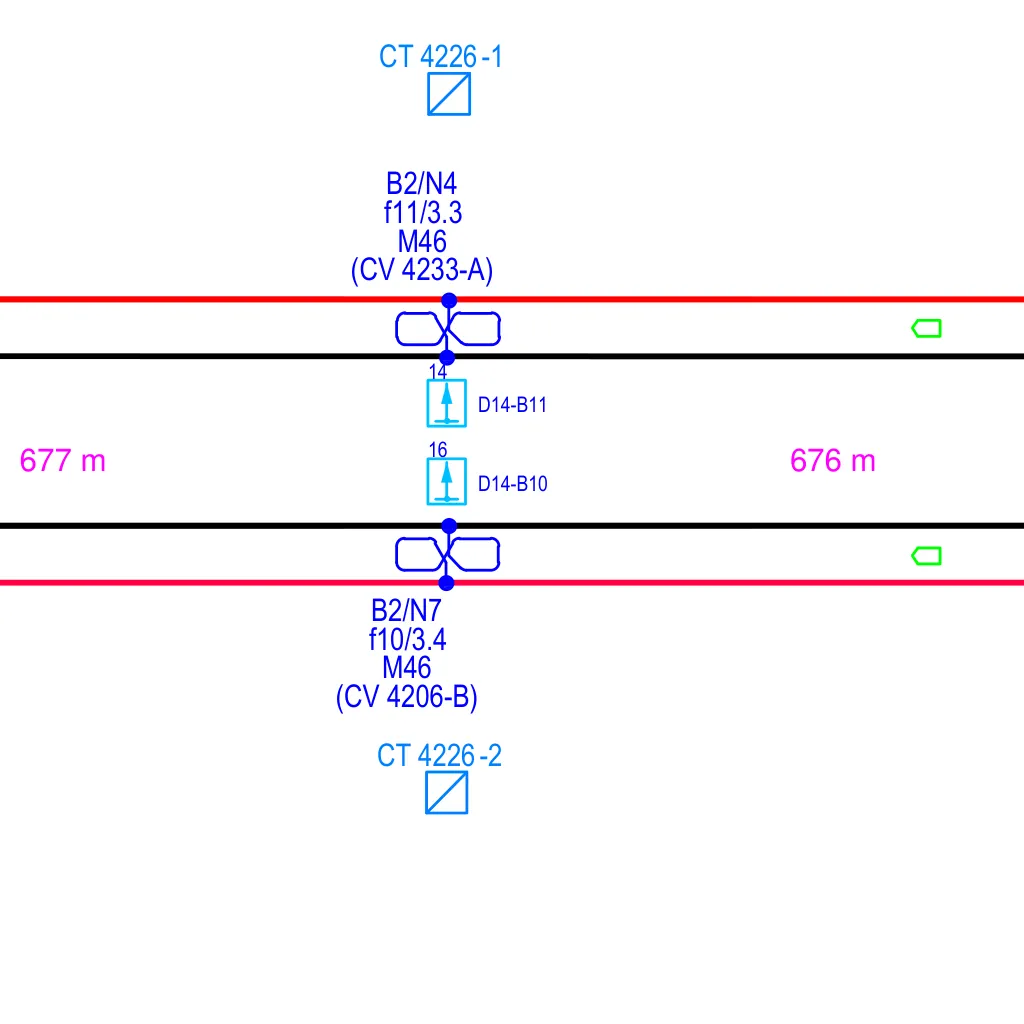 CT 4226-1
B2/N4
f11/3.3
M46
(CV 4233-A)
14
D14-B11
677 m
676 m
16
D14-B10
B2/N7
f10/3.4
M46
(CV 4206-B)
CT 4226-2